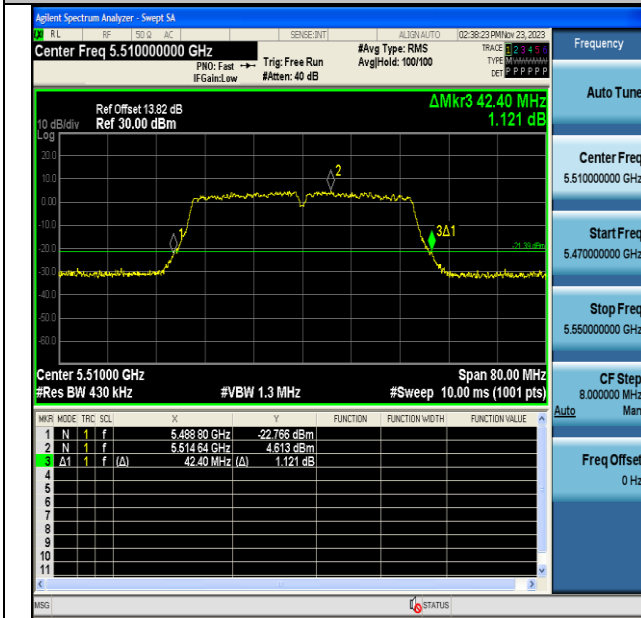 Agilent Spectrum Analyzer - Swept SA
RL RF 50 Ω AC SENSE:INT ALIGN AUTO 02:38:23 PM Nov 23, 2023
Center Freq 5.510000000 GHz
#Avg Type: RMS
TRACE 1 2 3 4 5 6
PNO: Fast Trig: Free Run
Avg|Hold: 100/100
TYPE M W W W W W
IFGain:Low #Atten: 40 dB
DET P P P P P P
Ref Offset 13.82 dB
ΔMkr3 42.40 MHz
10 dB/div Ref 30.00 dBm
1.121 dB
Log
20.0
2
0.00
-10.0
1
3Δ1
-20.0
-21.39 dBm
-30.0
-40.0
-50.0
-60.0
Center 5.51000 GHz
Span 80.00 MHz
#Res BW 430 kHz #VBW 1.3 MHz #Sweep 10.00 ms (1001 pts)
MKR MODE TRC SCL X Y FUNCTION FUNCTION WIDTH FUNCTION VALUE
1 N 1 f 5.488 80 GHz -22.766 dBm
2 N 1 f 5.514 64 GHz 4.613 dBm
3 Δ1 1 f (Δ) 42.40 MHz (Δ) 1.121 dB
4
5
6
7
8
9
10
11
MSG STATUS
Frequency
Auto Tune
Center Freq
5.510000000 GHz
Start Freq
5.470000000 GHz
Stop Freq
5.550000000 GHz
CF Step
8.000000 MHz
Auto Man
Freq Offset
0 Hz